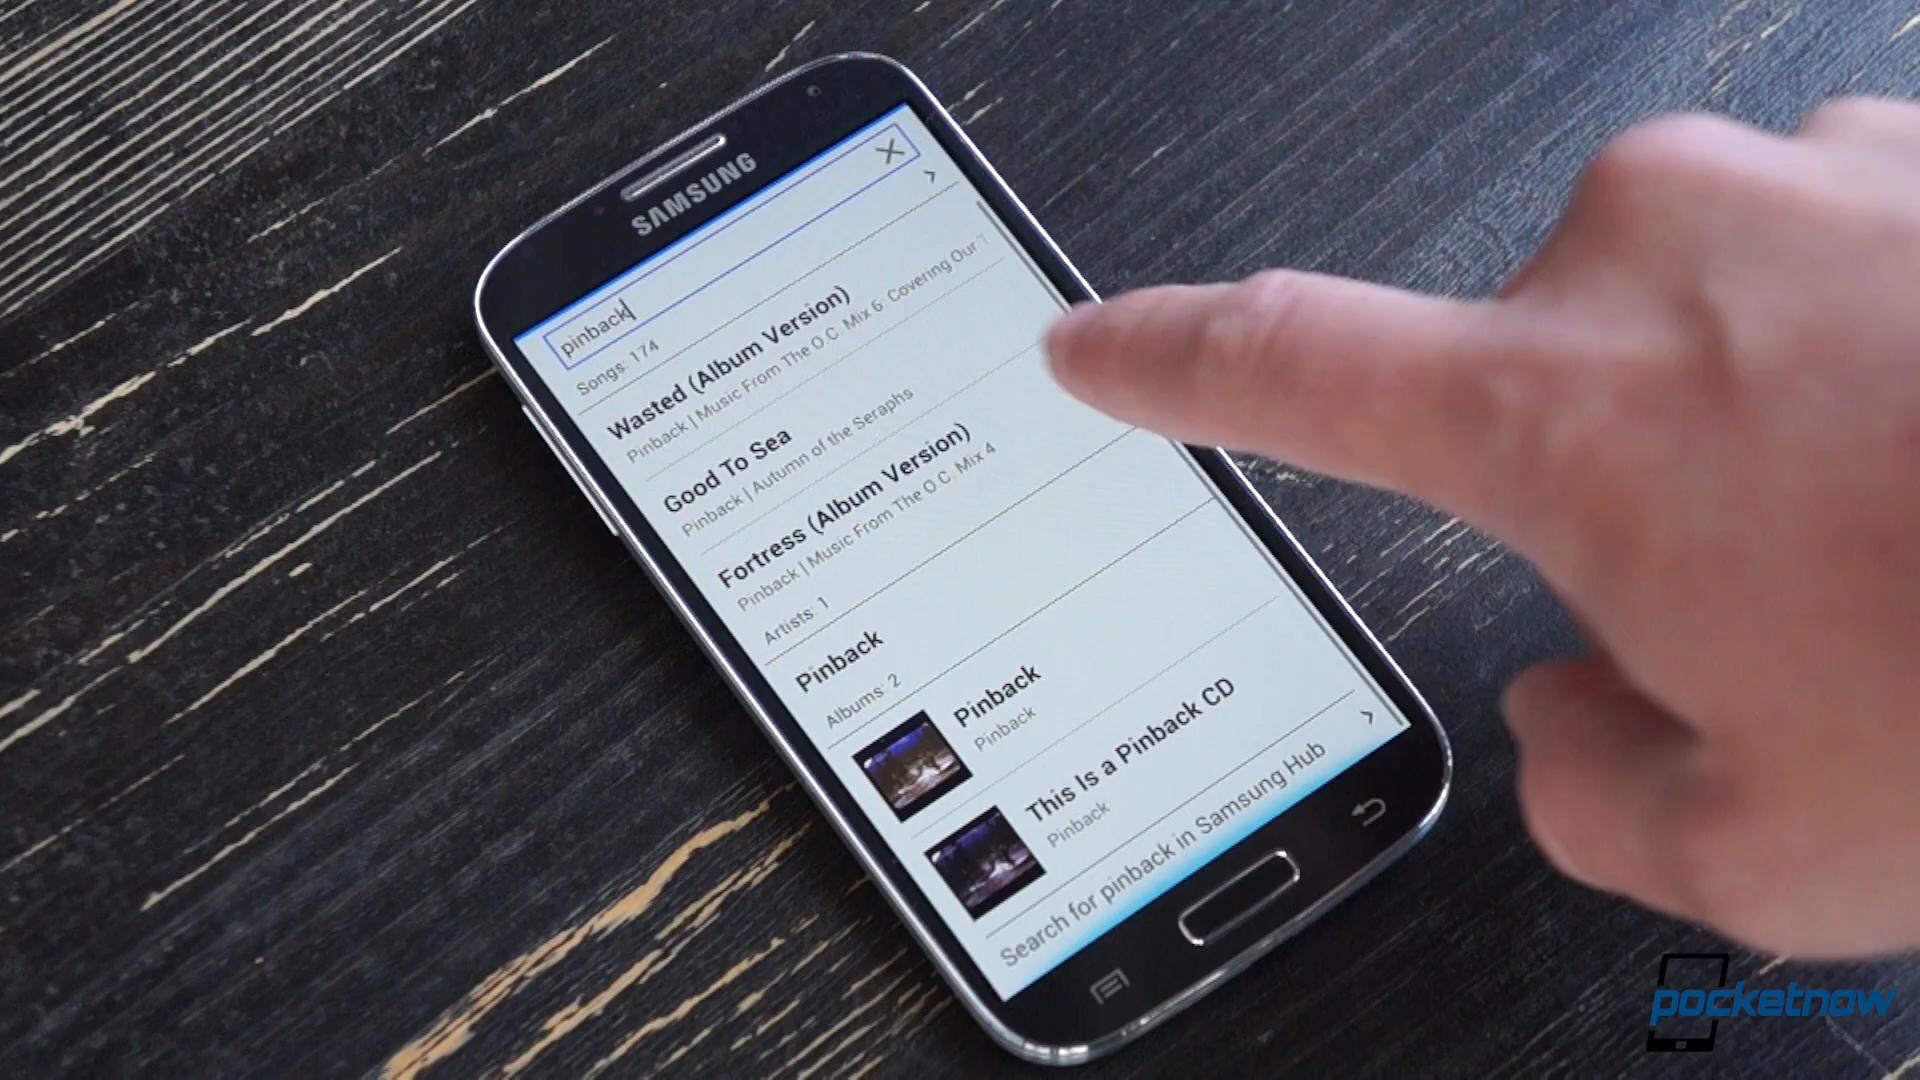 SAMSUNG
pinback
Songs: 174
Wasted (Album Version)
Pinback | Music From The O.C. Mix 6: Covering Our
Good To Sea
Pinback | Autumn of the Seraphs
Fortress (Album Version)
Pinback | Music From The O.C. Mix 4
Artists: 1
Pinback
Albums: 2
Pinback
Pinback
This Is a Pinback CD
Pinback
Search for pinback in Samsung Hub
pocketnow